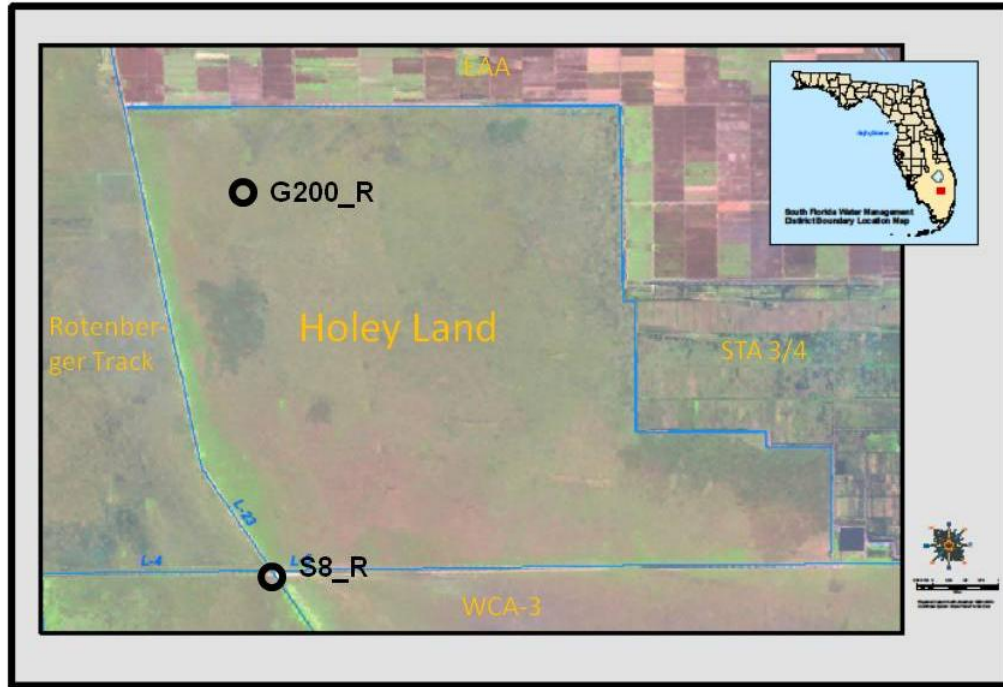 EAA
G200_R
Holey Land
Rotenber-
ger Track
STA 3/4
L-23
L-4
S8_R
WCA-3
South Florida Water Management
District Boundary Location Map